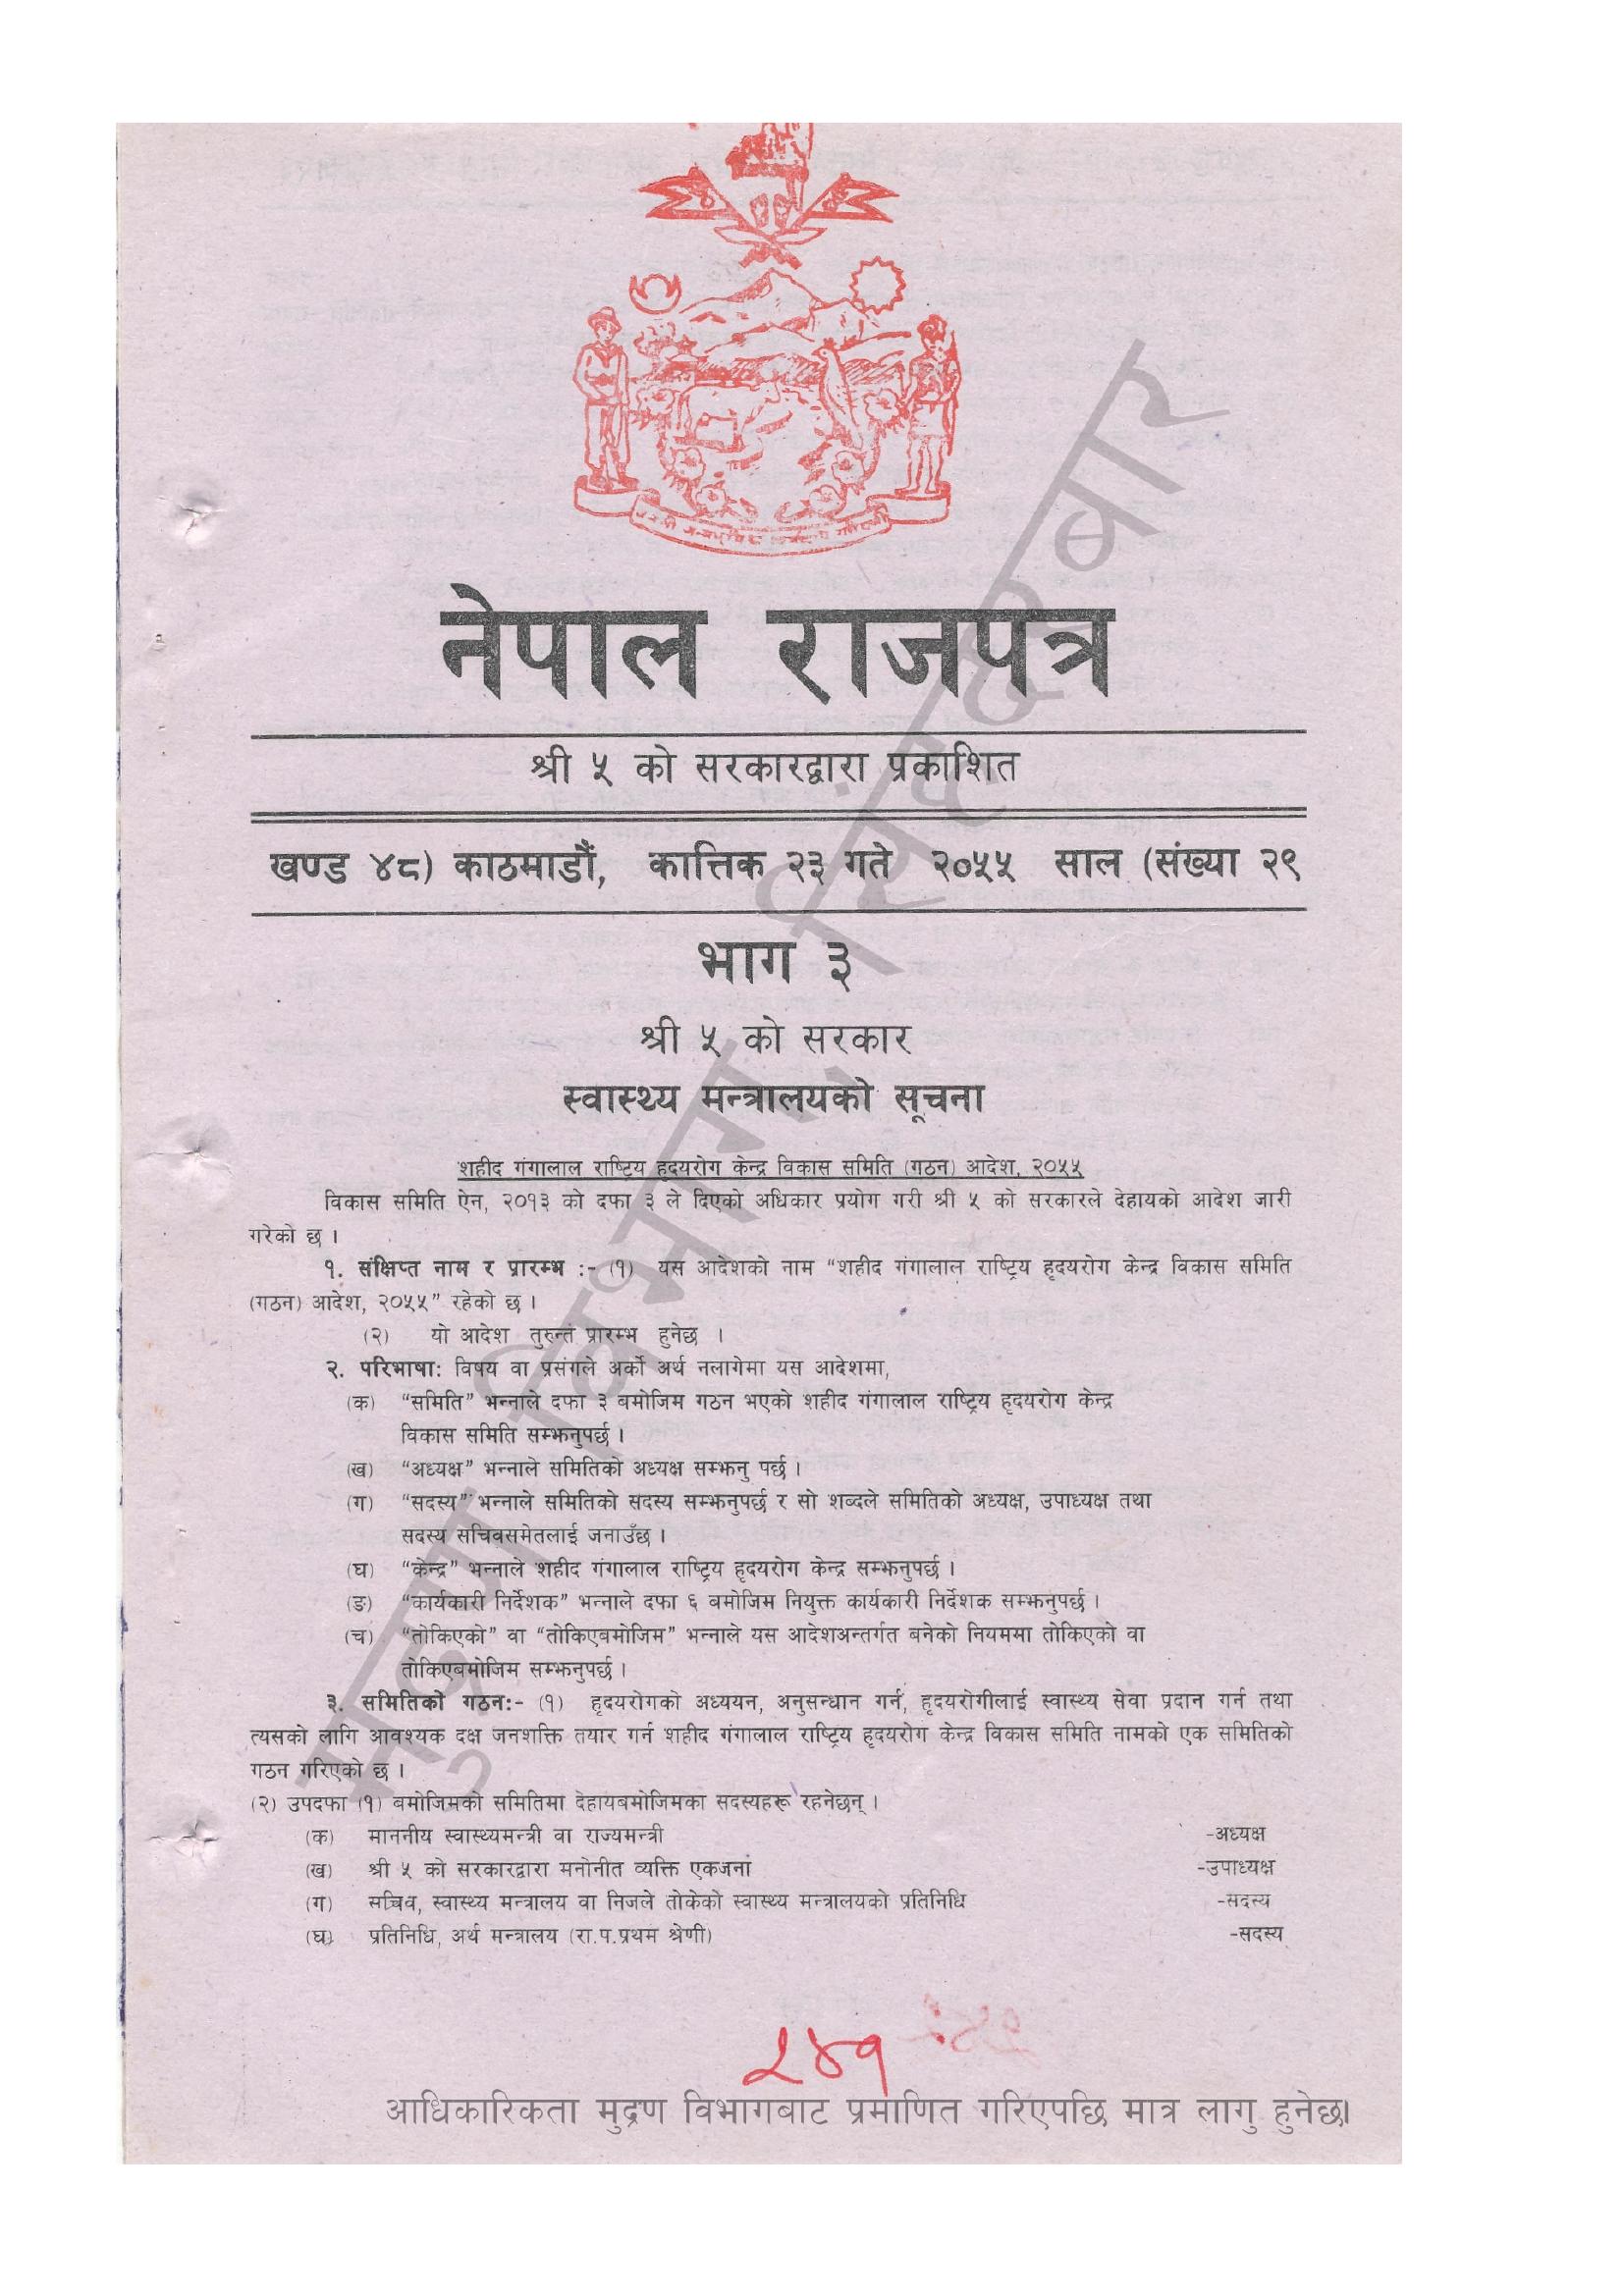 नेपाल राजपत्र
श्री ५ को सरकारद्वारा प्रकाशित
खण्ड ४८) काठमाडौं, कात्तिक २३ गते २०५५ साल (संख्या २९
भाग ३
श्री ५ को सरकार
स्वास्थ्य मन्त्रालयको सूचना
शहीद गंगालाल राष्ट्रिय हृदयरोग केन्द्र विकास समिति (गठन) आदेश, २०५५
विकास समिति ऐन, २०१३ को दफा ३ ले दिएको अधिकार प्रयोग गरी श्री ५ को सरकारले देहायको आदेश जारी
गरेको छ ।
१. संक्षिप्त नाम र प्रारम्भ :- (१) यस आदेशको नाम “शहीद गंगालाल राष्ट्रिय हृदयरोग केन्द्र विकास समिति
(गठन) आदेश, २०५५” रहेको छ ।
(२) यो आदेश तुरुन्त प्रारम्भ हुनेछ ।
२. परिभाषाः विषय वा प्रसंगले अर्को अर्थ नलागेमा यस आदेशमा,
(क) “समिति” भन्नाले दफा ३ बमोजिम गठन भएको शहीद गंगालाल राष्ट्रिय हृदयरोग केन्द्र
विकास समिति सम्झनुपर्छ ।
(ख) “अध्यक्ष” भन्नाले समितिको अध्यक्ष सम्झनु पर्छ ।
(ग) “सदस्य” भन्नाले समितिको सदस्य सम्झनुपर्छ र सो शब्दले समितिको अध्यक्ष, उपाध्यक्ष तथा
सदस्य सचिवसमेतलाई जनाउँछ ।
(घ) “केन्द्र” भन्नाले शहीद गंगालाल राष्ट्रिय हृदयरोग केन्द्र सम्झनुपर्छ ।
(ङ) “कार्यकारी निर्देशक” भन्नाले दफा ६ बमोजिम नियुक्त कार्यकारी निर्देशक सम्झनुपर्छ ।
(च) “तोकिएको” वा “तोकिएबमोजिम” भन्नाले यस आदेशअन्तर्गत बनेको नियममा तोकिएको वा
तोकिएबमोजिम सम्झनुपर्छ ।
३. समितिको गठनः- (१) हृदयरोगको अध्ययन, अनुसन्धान गर्न, हृदयरोगीलाई स्वास्थ्य सेवा प्रदान गर्न तथा
त्यसको लागि आवश्यक दक्ष जनशक्ति तयार गर्न शहीद गंगालाल राष्ट्रिय हृदयरोग केन्द्र विकास समिति नामको एक समितिको
गठन गरिएको छ ।
(२) उपदफा (१) बमोजिमको समितिमा देहायबमोजिमका सदस्यहरू रहनेछन् ।
(क) माननीय स्वास्थ्यमन्त्री वा राज्यमन्त्री -अध्यक्ष
(ख) श्री ५ को सरकारद्वारा मनोनीत व्यक्ति एकजना -उपाध्यक्ष
(ग) सचिव, स्वास्थ्य मन्त्रालय वा निजले तोकेको स्वास्थ्य मन्त्रालयको प्रतिनिधि -सदस्य
(घ) प्रतिनिधि, अर्थ मन्त्रालय (रा.प.प्रथम श्रेणी) -सदस्य
२४१
आधिकारिकता मुद्रण विभागबाट प्रमाणित गरिएपछि मात्र लागु हुनेछ।
मुद्रण विभाग, सिंहदरबार